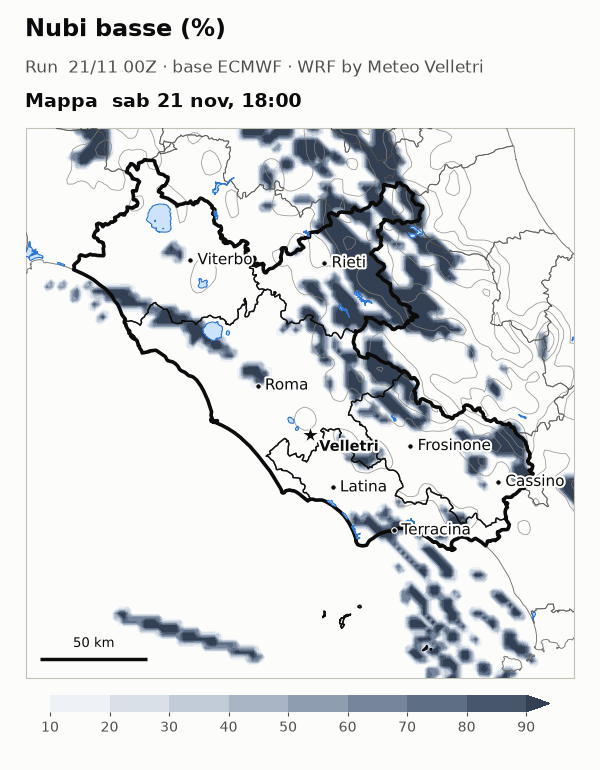 Nubi basse (%)
Run 21/11 00Z · base ECMWF · WRF by Meteo Velletri
Mappa sab 21 nov, 18:00
Viterbo
Rieti
Roma
Velletri
Frosinone
Latina
Cassino
Terracina
50 km
10 20 30 40 50 60 70 80 90